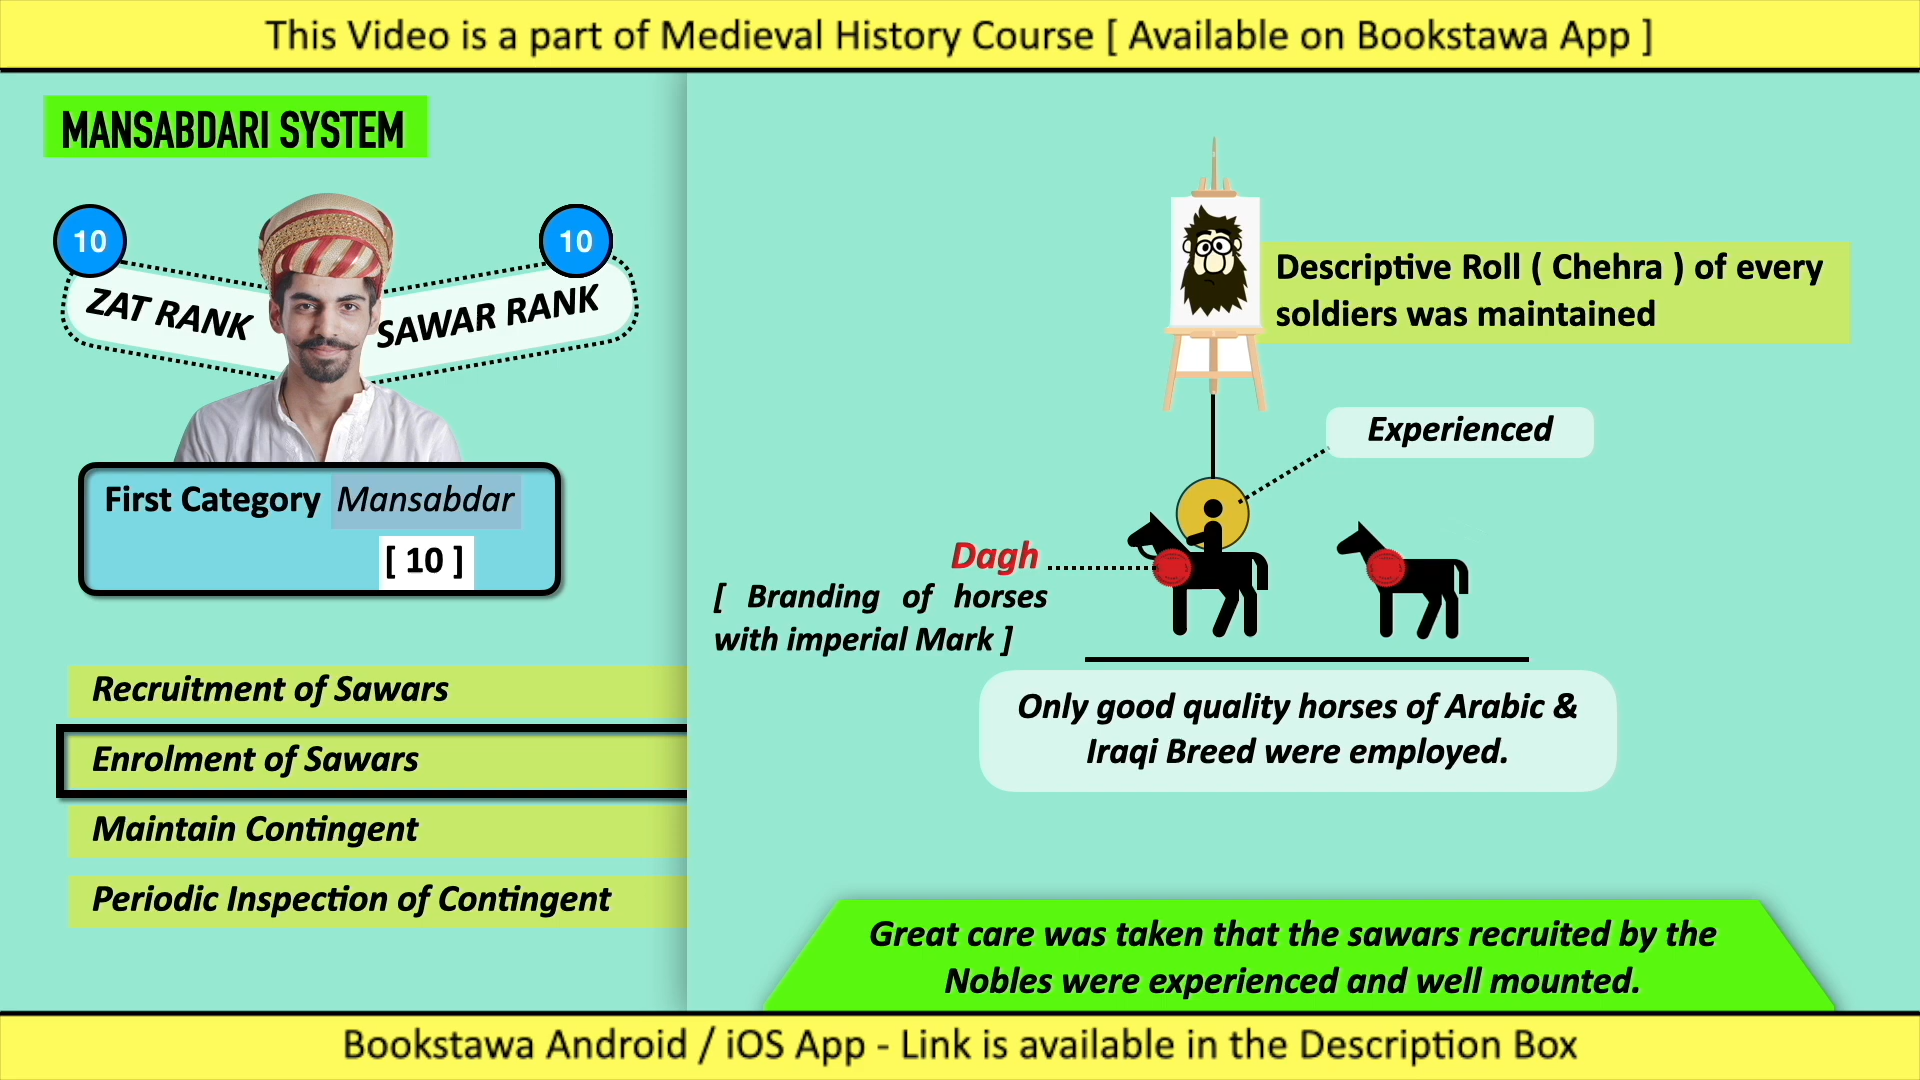 This Video is a part of Medieval History Course [ Available on Bookstawa App ]
MANSABDARI SYSTEM
10
10
ZAT RANK
SAWAR RANK
First Category Mansabdar
[ 10 ]
Recruitment of Sawars
Enrolment of Sawars
Maintain Contingent
Periodic Inspection of Contingent
Descriptive Roll ( Chehra ) of every
soldiers was maintained
Experienced
Dagh
[ Branding of horses
with imperial Mark ]
Only good quality horses of Arabic &
Iraqi Breed were employed.
Great care was taken that the sawars recruited by the
Nobles were experienced and well mounted.
Bookstawa Android / iOS App - Link is available in the Description Box